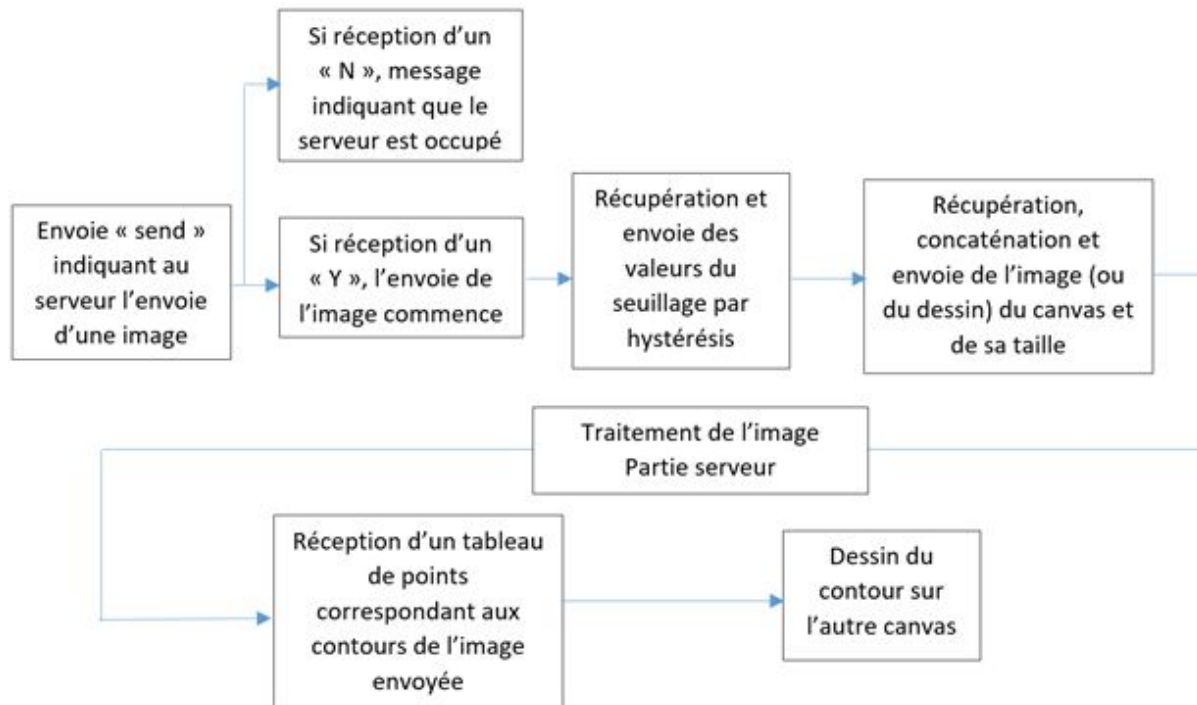 Envoie « send »
indiquant au
serveur l’envoie
d’une image
Si réception d’un
« N », message
indiquant que le
serveur est occupé
Si réception d’un
« Y », l’envoie de
l’image commence
Récupération et
envoie des
valeurs du
seuillage par
hystérésis
Récupération,
concaténation et
envoie de l’image (ou
du dessin) du canvas et
de sa taille
Traitement de l’image
Partie serveur
Réception d’un tableau
de points
correspondant aux
contours de l’image
envoyée
Dessin du
contour sur
l’autre canvas